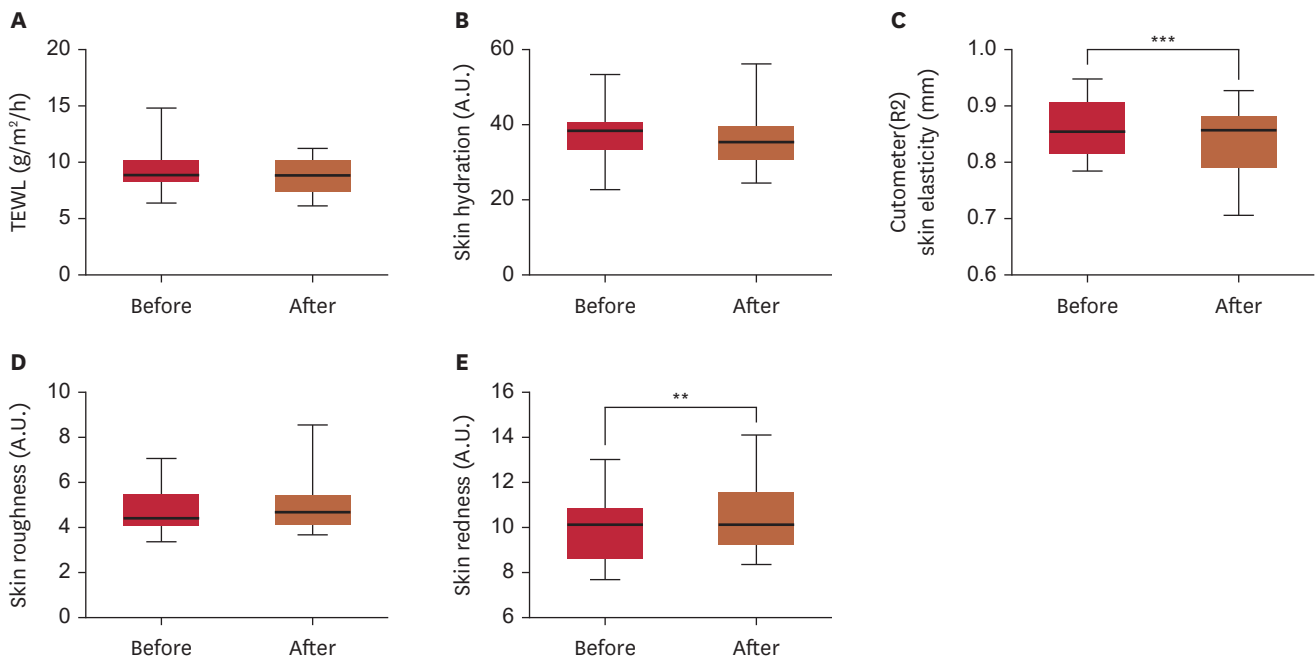 A
TEWL (g/m²/h)
20
15
10
5
0
Before
After
B
Skin hydration (A.U.)
60
40
20
0
Before
After
C
Cutometer(R2)
skin elasticity (mm)
1.0
0.9
0.8
0.7
0.6
***
Before
After
D
Skin roughness (A.U.)
10
8
6
4
2
0
Before
After
E
Skin redness (A.U.)
16
14
12
10
8
6
**
Before
After